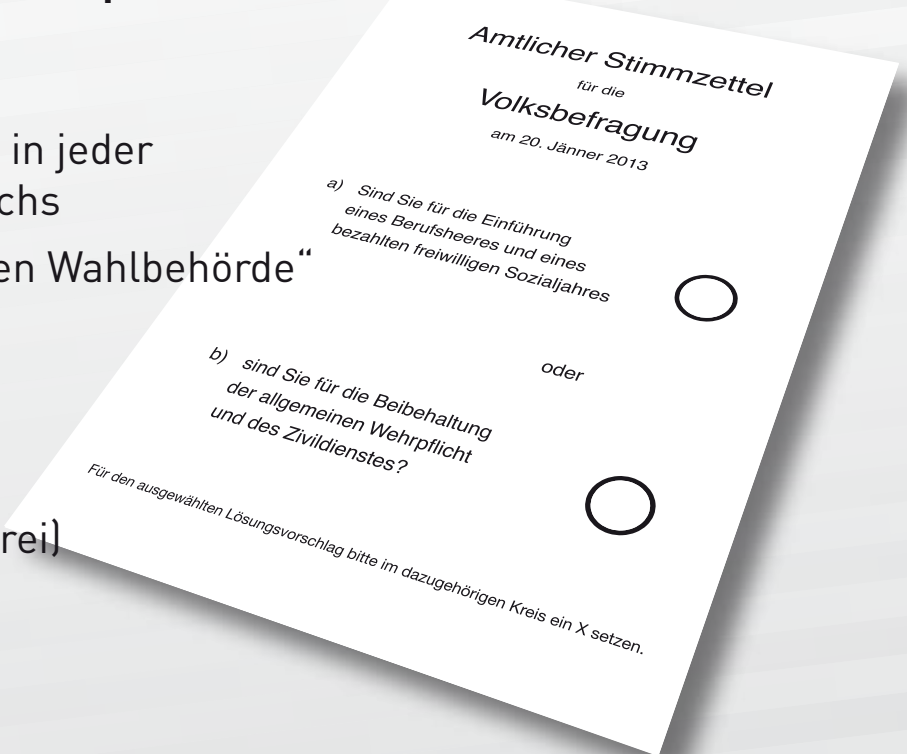 in jeder
chs
en Wahlbehörde“
rei)
Amtlicher Stimmzettel
für die
Volksbefragung
am 20. Jänner 2013
a) Sind Sie für die Einführung
eines Berufsheeres und eines
bezahlten freiwilligen Sozialjahres
oder
b) sind Sie für die Beibehaltung
der allgemeinen Wehrpflicht
und des Zivildienstes?
Für den ausgewählten Lösungsvorschlag bitte im dazugehörigen Kreis ein X setzen.